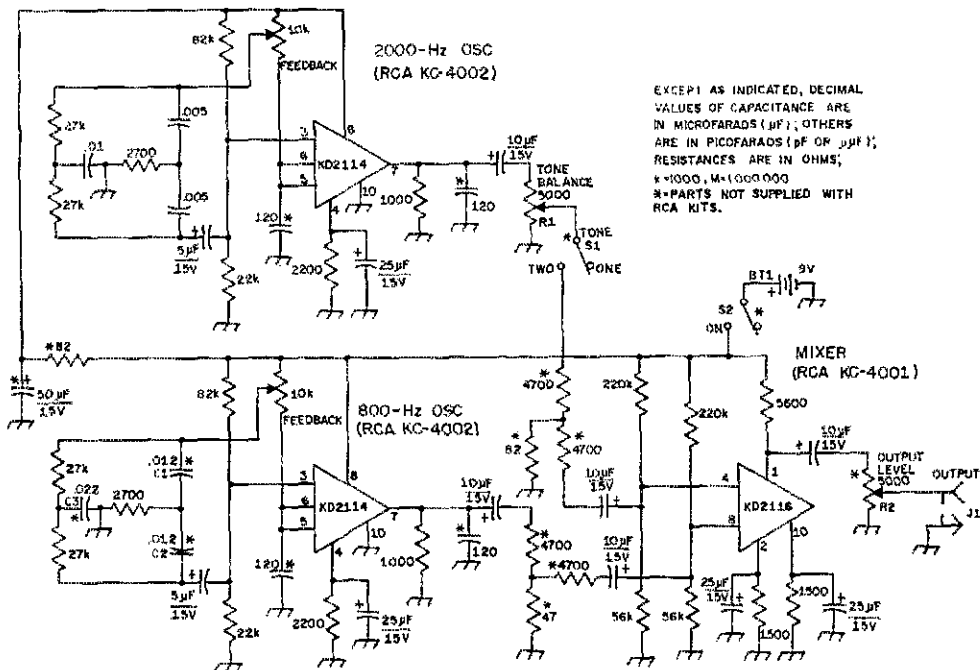 82k
10k
FEEDBACK
2000-Hz OSC
(RCA KC-4002)
27k
.01
2700
27k
.005
.005
5µF
15V
22k
120 *
3
6
5
8
KD2114
7
10
4
2200
25µF
15V
1000
*
120
10µF
15V
TONE
BALANCE
5000
R1
* TONE
S1
TWO
ONE
EXCEPT AS INDICATED, DECIMAL
VALUES OF CAPACITANCE ARE
IN MICROFARADS (µF); OTHERS
ARE IN PICOFARADS (pF OR µµF);
RESISTANCES ARE IN OHMS;
k=1000, M=1000000
*=PARTS NOT SUPPLIED WITH
RCA KITS.
BT1
9V
S2
*
ON
MIXER
(RCA KC-4001)
*82
*
50µF
15V
82k
10k
FEEDBACK
800-Hz OSC
(RCA KC-4002)
27k
.012 *
C1
.022
C3
*
2700
27k
.012 *
C2
5µF
15V
22k
120 *
3
6
5
8
KD2114
7
10
4
2200
25µF
15V
1000
*
120
10µF
15V
*
4700
*
82
*
4700
10µF
15V
*
4700
*4700
10µF
15V
*
47
220k
220k
56k
56k
5600
4
8
1
KD2116
2
10
25µF
15V
1500
1500
25µF
15V
10µF
15V
* OUTPUT
LEVEL
5000
R2
OUTPUT
J1